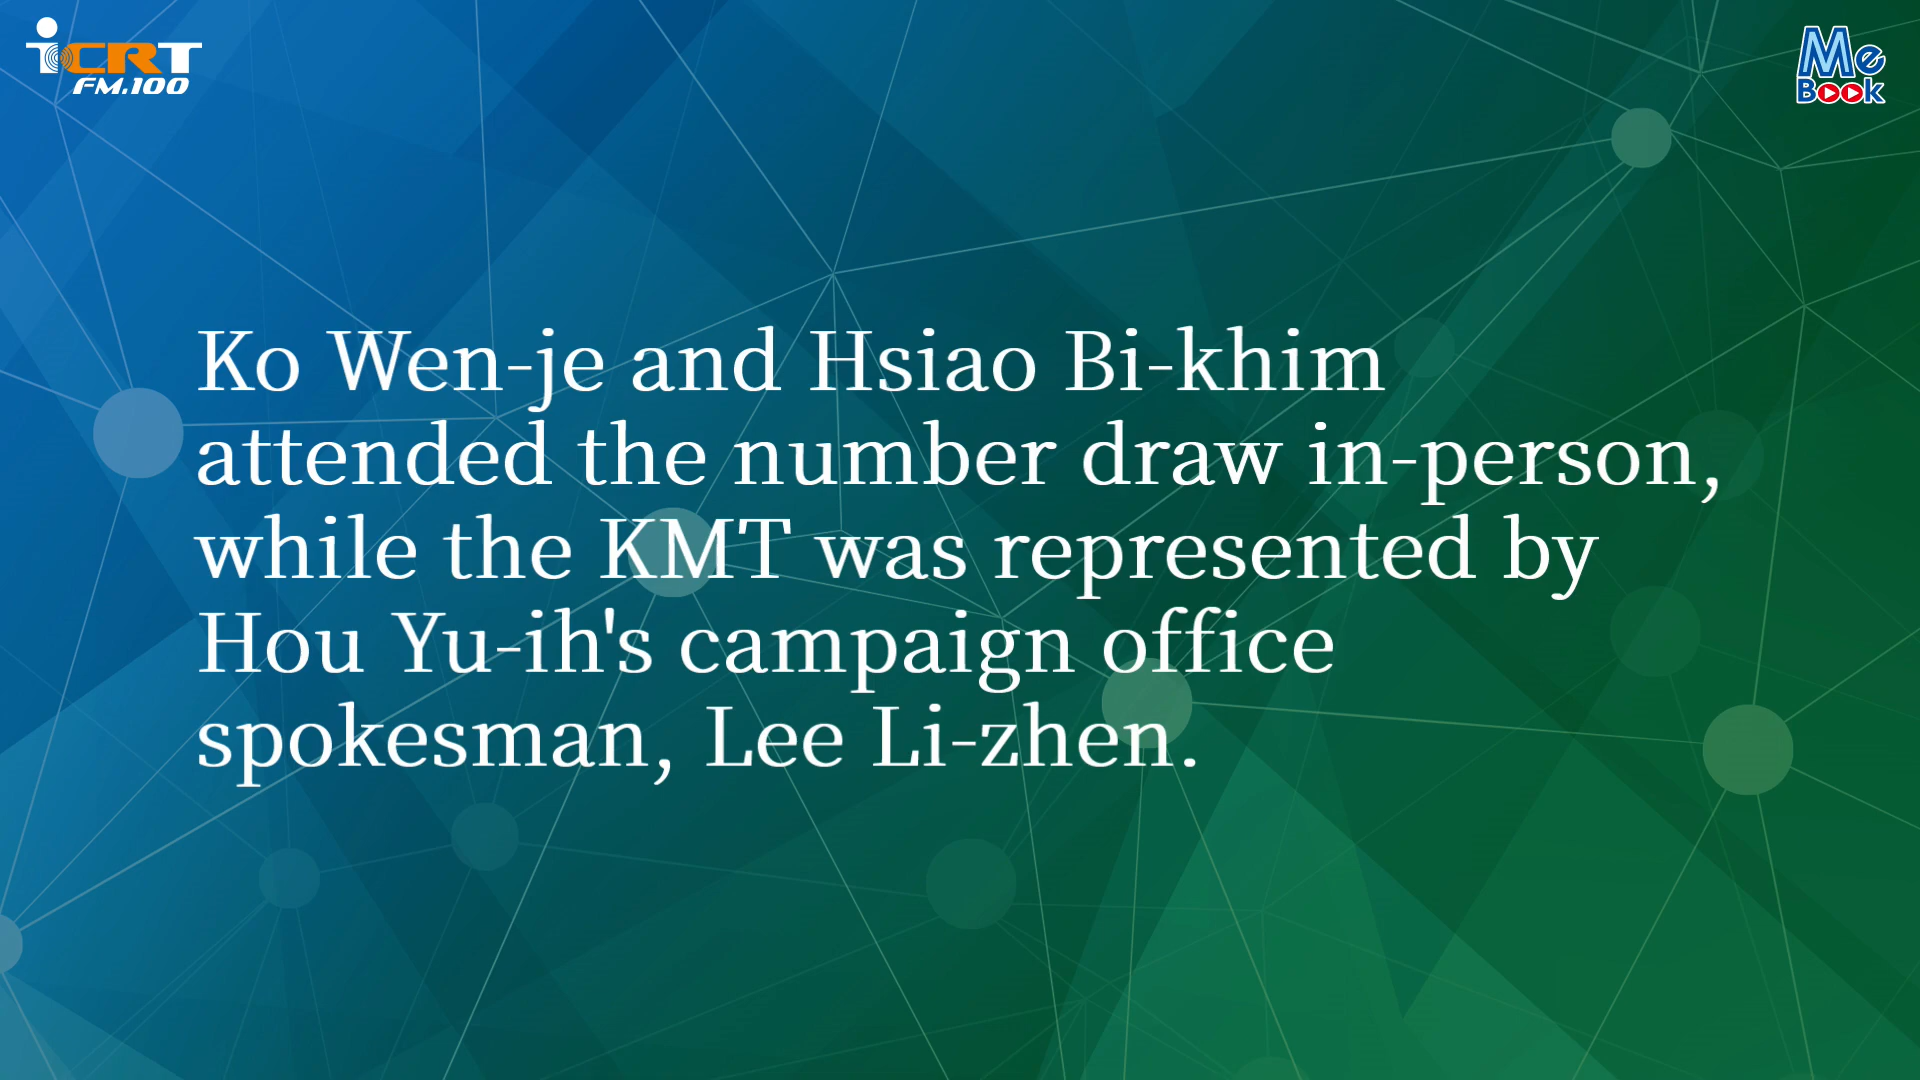 iCRT
FM.100
Me
Book
Ko Wen-je and Hsiao Bi-khim
attended the number draw in-person,
while the KMT was represented by
Hou Yu-ih's campaign office
spokesman, Lee Li-zhen.